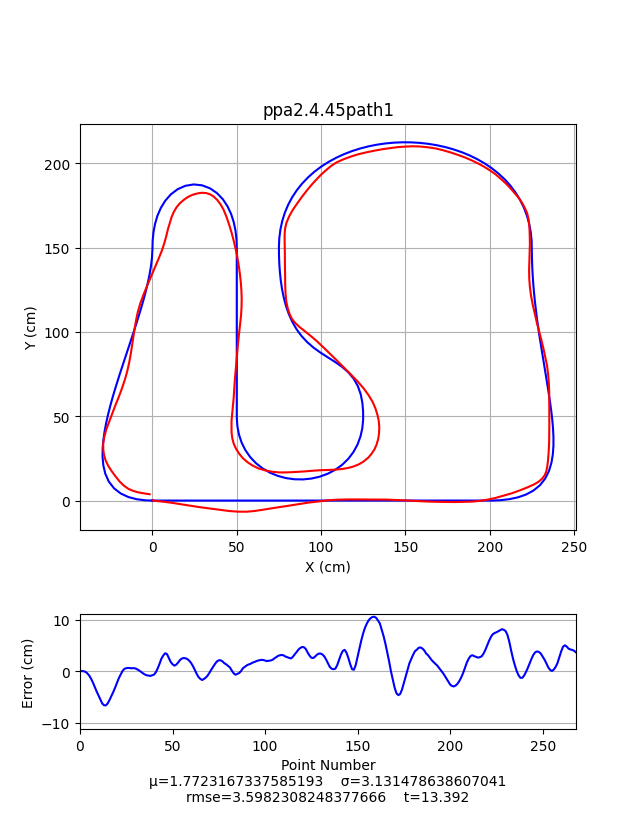 ppa2.4.45path1
200
150
100
50
0
Y (cm)
0 50 100 150 200 250
X (cm)
10
0
−10
Error (cm)
0 50 100 150 200 250
Point Number
μ=1.7723167337585193 σ=3.131478638607041
rmse=3.5982308248377666 t=13.392